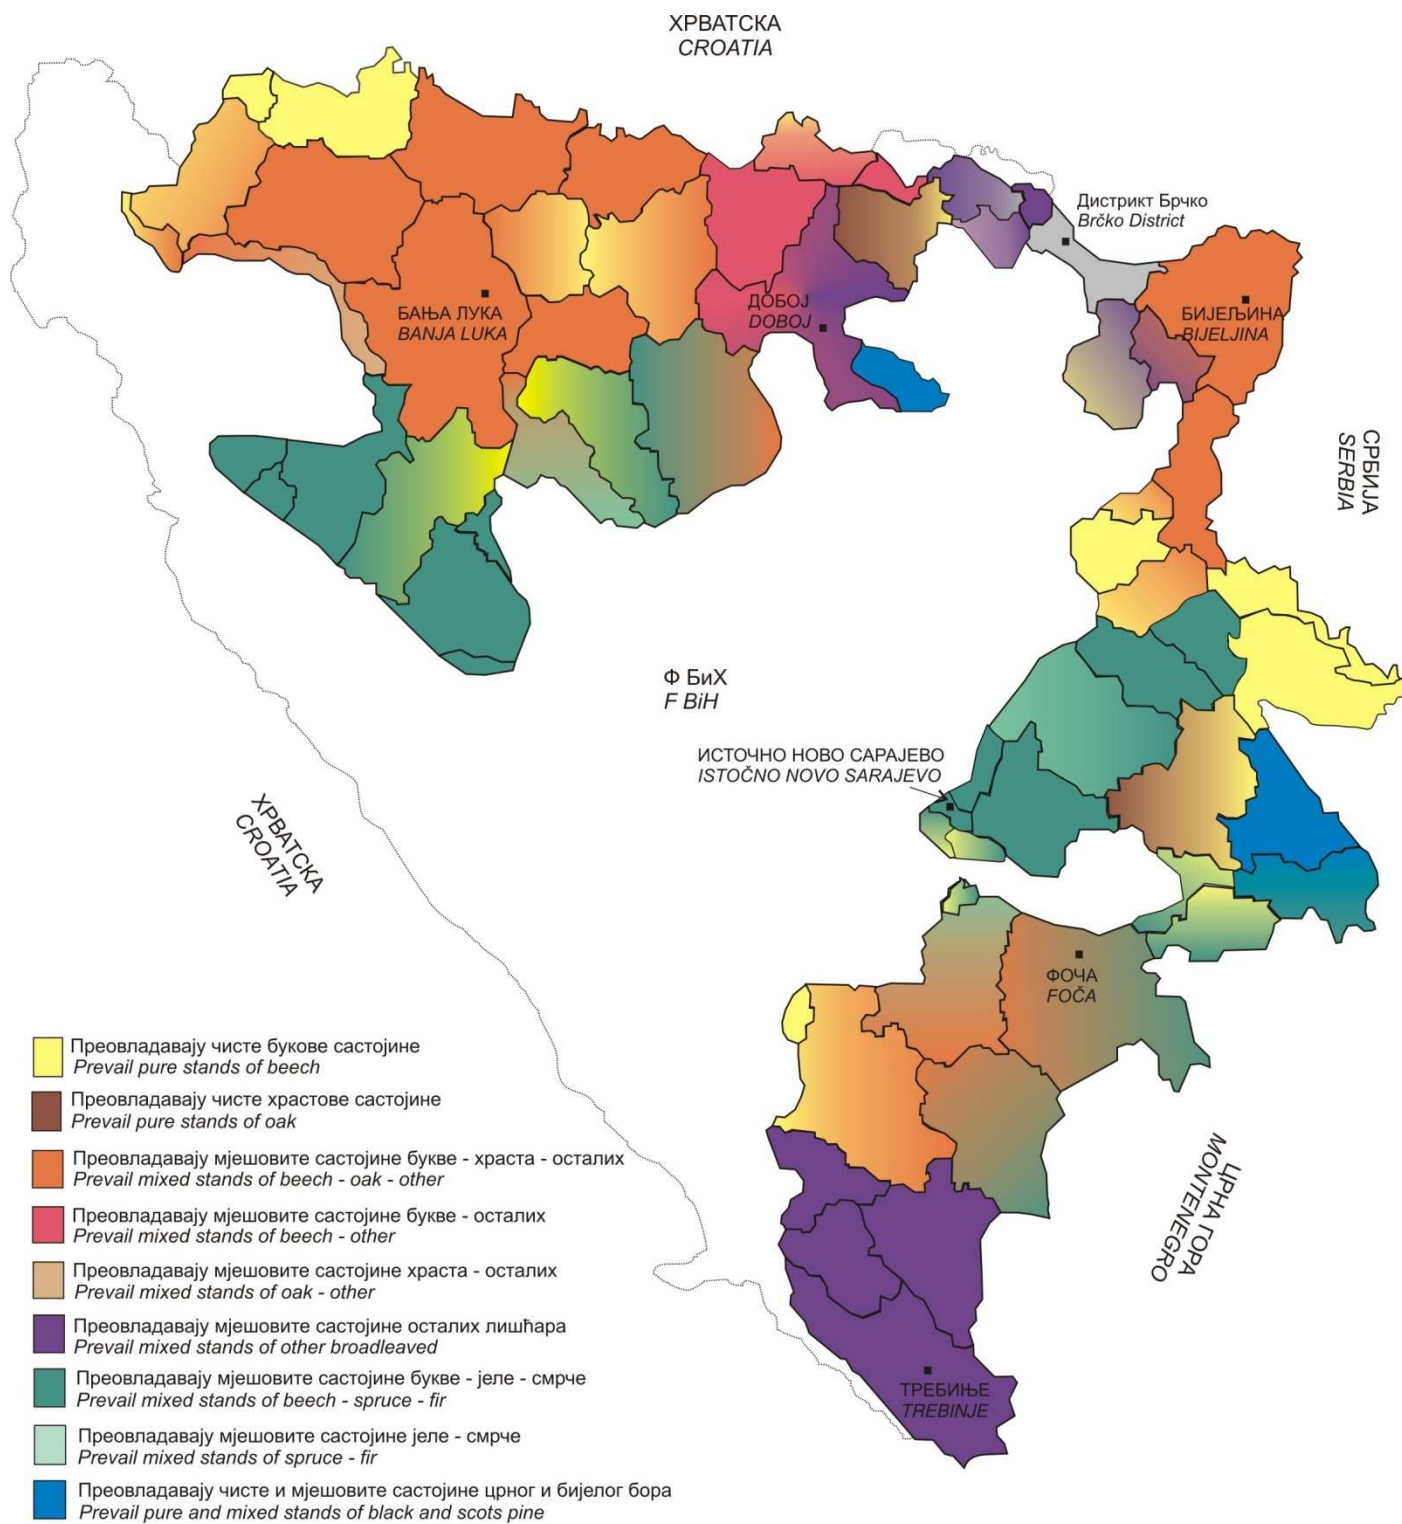 ХРВАТСКА
CROATIA
Дистрикт Брчко
Brčko District
БАЊА ЛУКА
BANJA LUKA
ДОБОЈ
DOBOJ
БИЈЕЉИНА
BIJELJINA
СРБИЈА
SERBIA
Ф БиХ
F BiH
ИСТОЧНО НОВО САРАЈЕВО
ISTOČNO NOVO SARAJEVO
ХРВАТСКА
CROATIA
ФОЧА
FOČA
ЦРНА ГОРА
MONTENEGRO
ТРЕБИЊЕ
TREBINJE
Преовладавају чисте букове састојине
Prevail pure stands of beech
Преовладавају чисте храстове састојине
Prevail pure stands of oak
Преовладавају мјешовите састојине букве - храста - осталих
Prevail mixed stands of beech - oak - other
Преовладавају мјешовите састојине букве - осталих
Prevail mixed stands of beech - other
Преовладавају мјешовите састојине храста - осталих
Prevail mixed stands of oak - other
Преовладавају мјешовите састојине осталих лишћара
Prevail mixed stands of other broadleaved
Преовладавају мјешовите састојине букве - јеле - смрче
Prevail mixed stands of beech - spruce - fir
Преовладавају мјешовите састојине јеле - смрче
Prevail mixed stands of spruce - fir
Преовладавају чисте и мјешовите састојине црног и бијелог бора
Prevail pure and mixed stands of black and scots pine